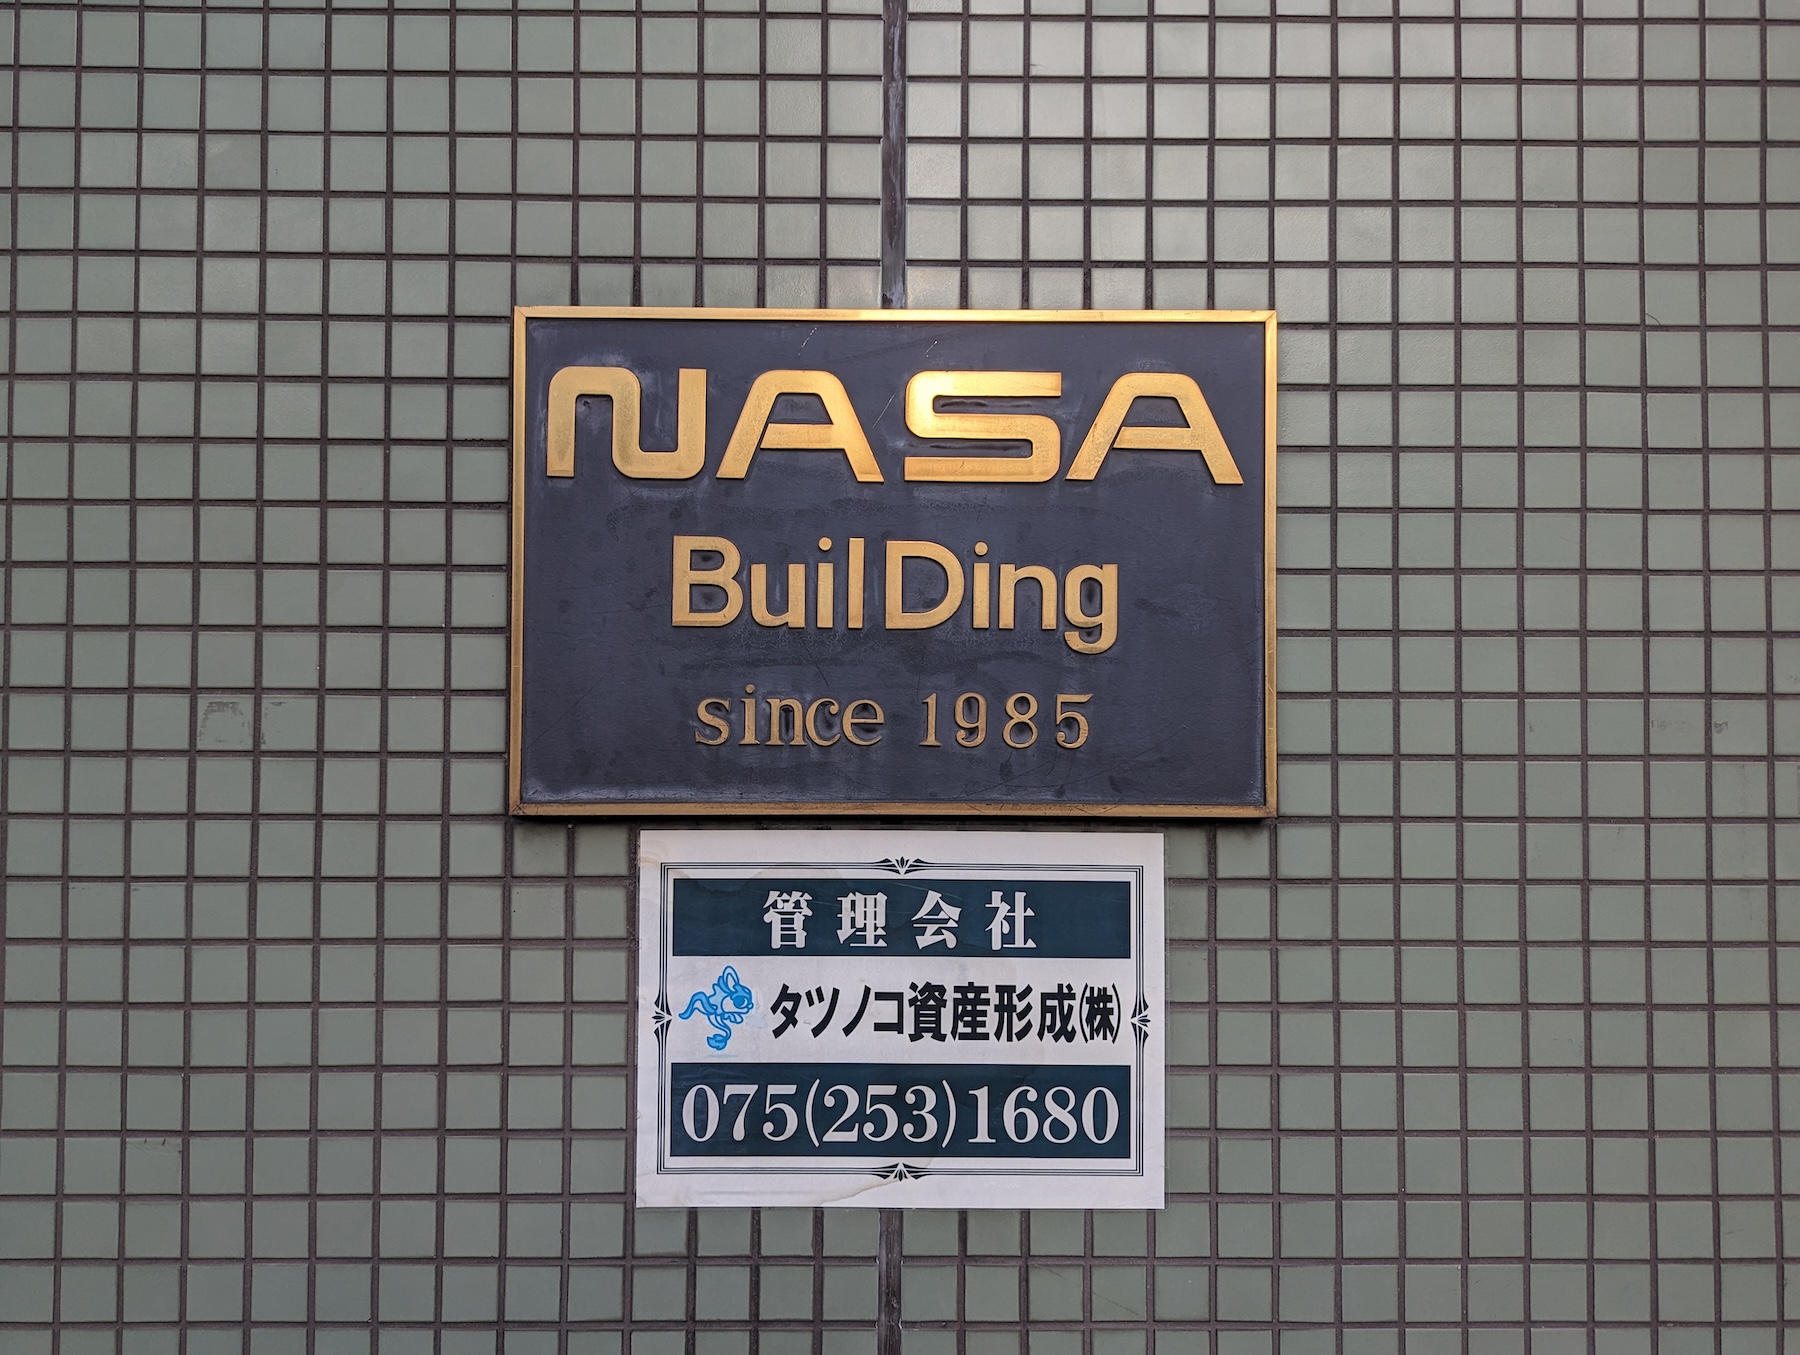 NASA
BuilDing
since 1985
管理会社
タツノコ資産形成(株)
075(253)1680